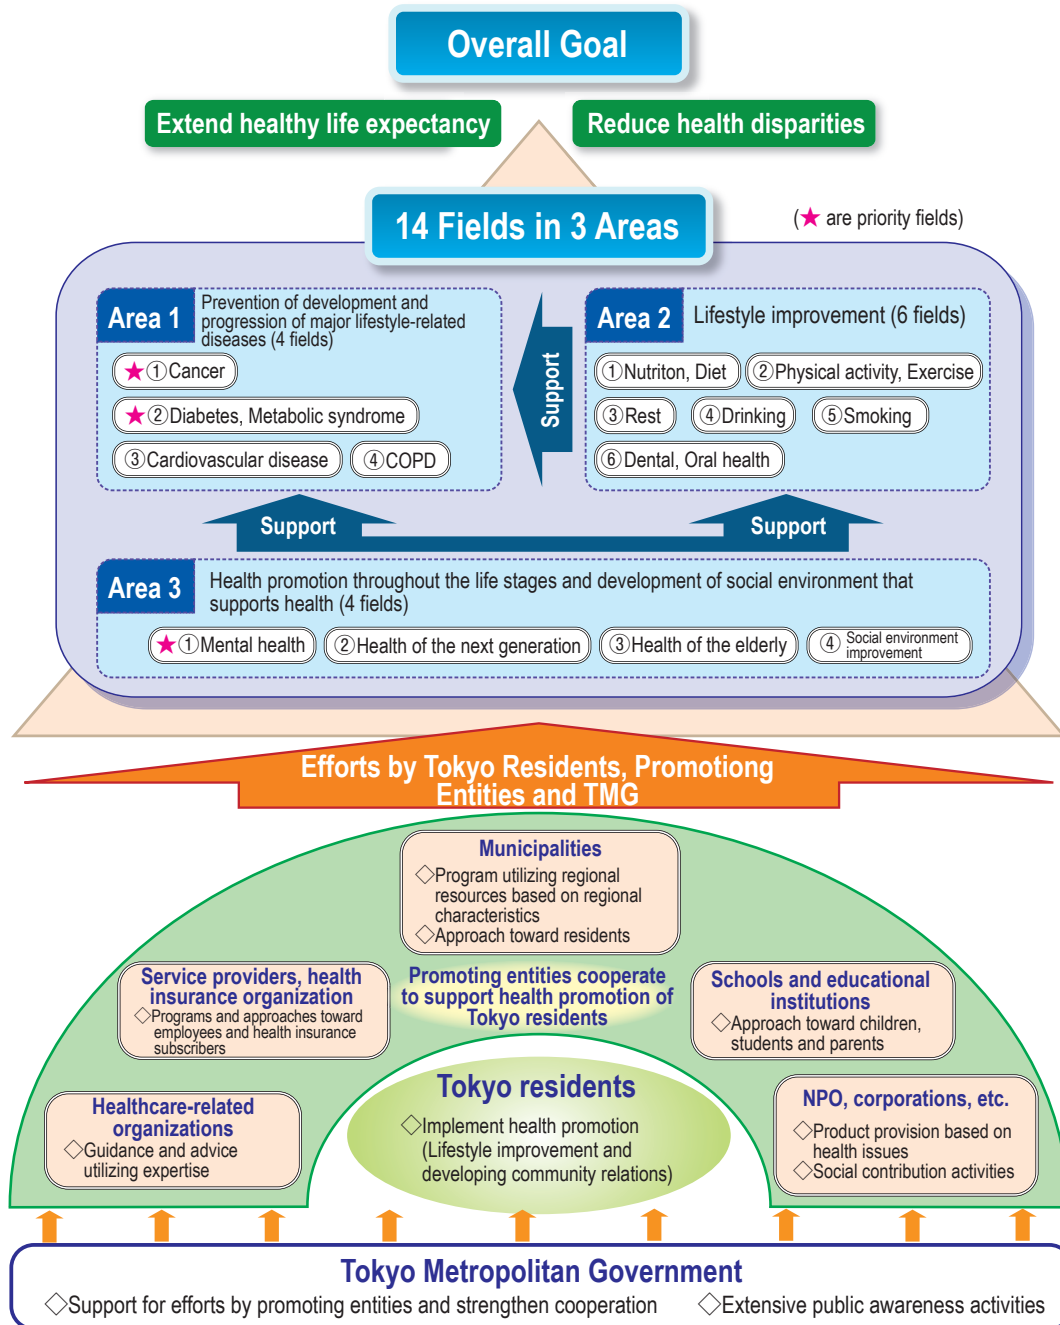 Overall Goal
Extend healthy life expectancy
Reduce health disparities
14 Fields in 3 Areas
(★ are priority fields)
Area 1
Prevention of development and
progression of major lifestyle-related
diseases (4 fields)
★①Cancer
★②Diabetes, Metabolic syndrome
③Cardiovascular disease
④COPD
Support
Area 2
Lifestyle improvement (6 fields)
①Nutriton, Diet
②Physical activity, Exercise
③Rest
④Drinking
⑤Smoking
⑥Dental, Oral health
Support
Support
Area 3
Health promotion throughout the life stages and development of social environment that
supports health (4 fields)
★①Mental health
②Health of the next generation
③Health of the elderly
④Social environment
improvement
Efforts by Tokyo Residents, Promotiong
Entities and TMG
Municipalities
◇Program utilizing regional
resources based on regional
characteristics
◇Approach toward residents
Service providers, health
insurance organization
◇Programs and approaches toward
employees and health insurance
subscribers
Promoting entities cooperate
to support health promotion of
Tokyo residents
Schools and educational
institutions
◇Approach toward children,
students and parents
Healthcare-related
organizations
◇Guidance and advice
utilizing expertise
Tokyo residents
◇Implement health promotion
(Lifestyle improvement and
developing community relations)
NPO, corporations, etc.
◇Product provision based on
health issues
◇Social contribution activities
Tokyo Metropolitan Government
◇Support for efforts by promoting entities and strengthen cooperation
◇Extensive public awareness activities